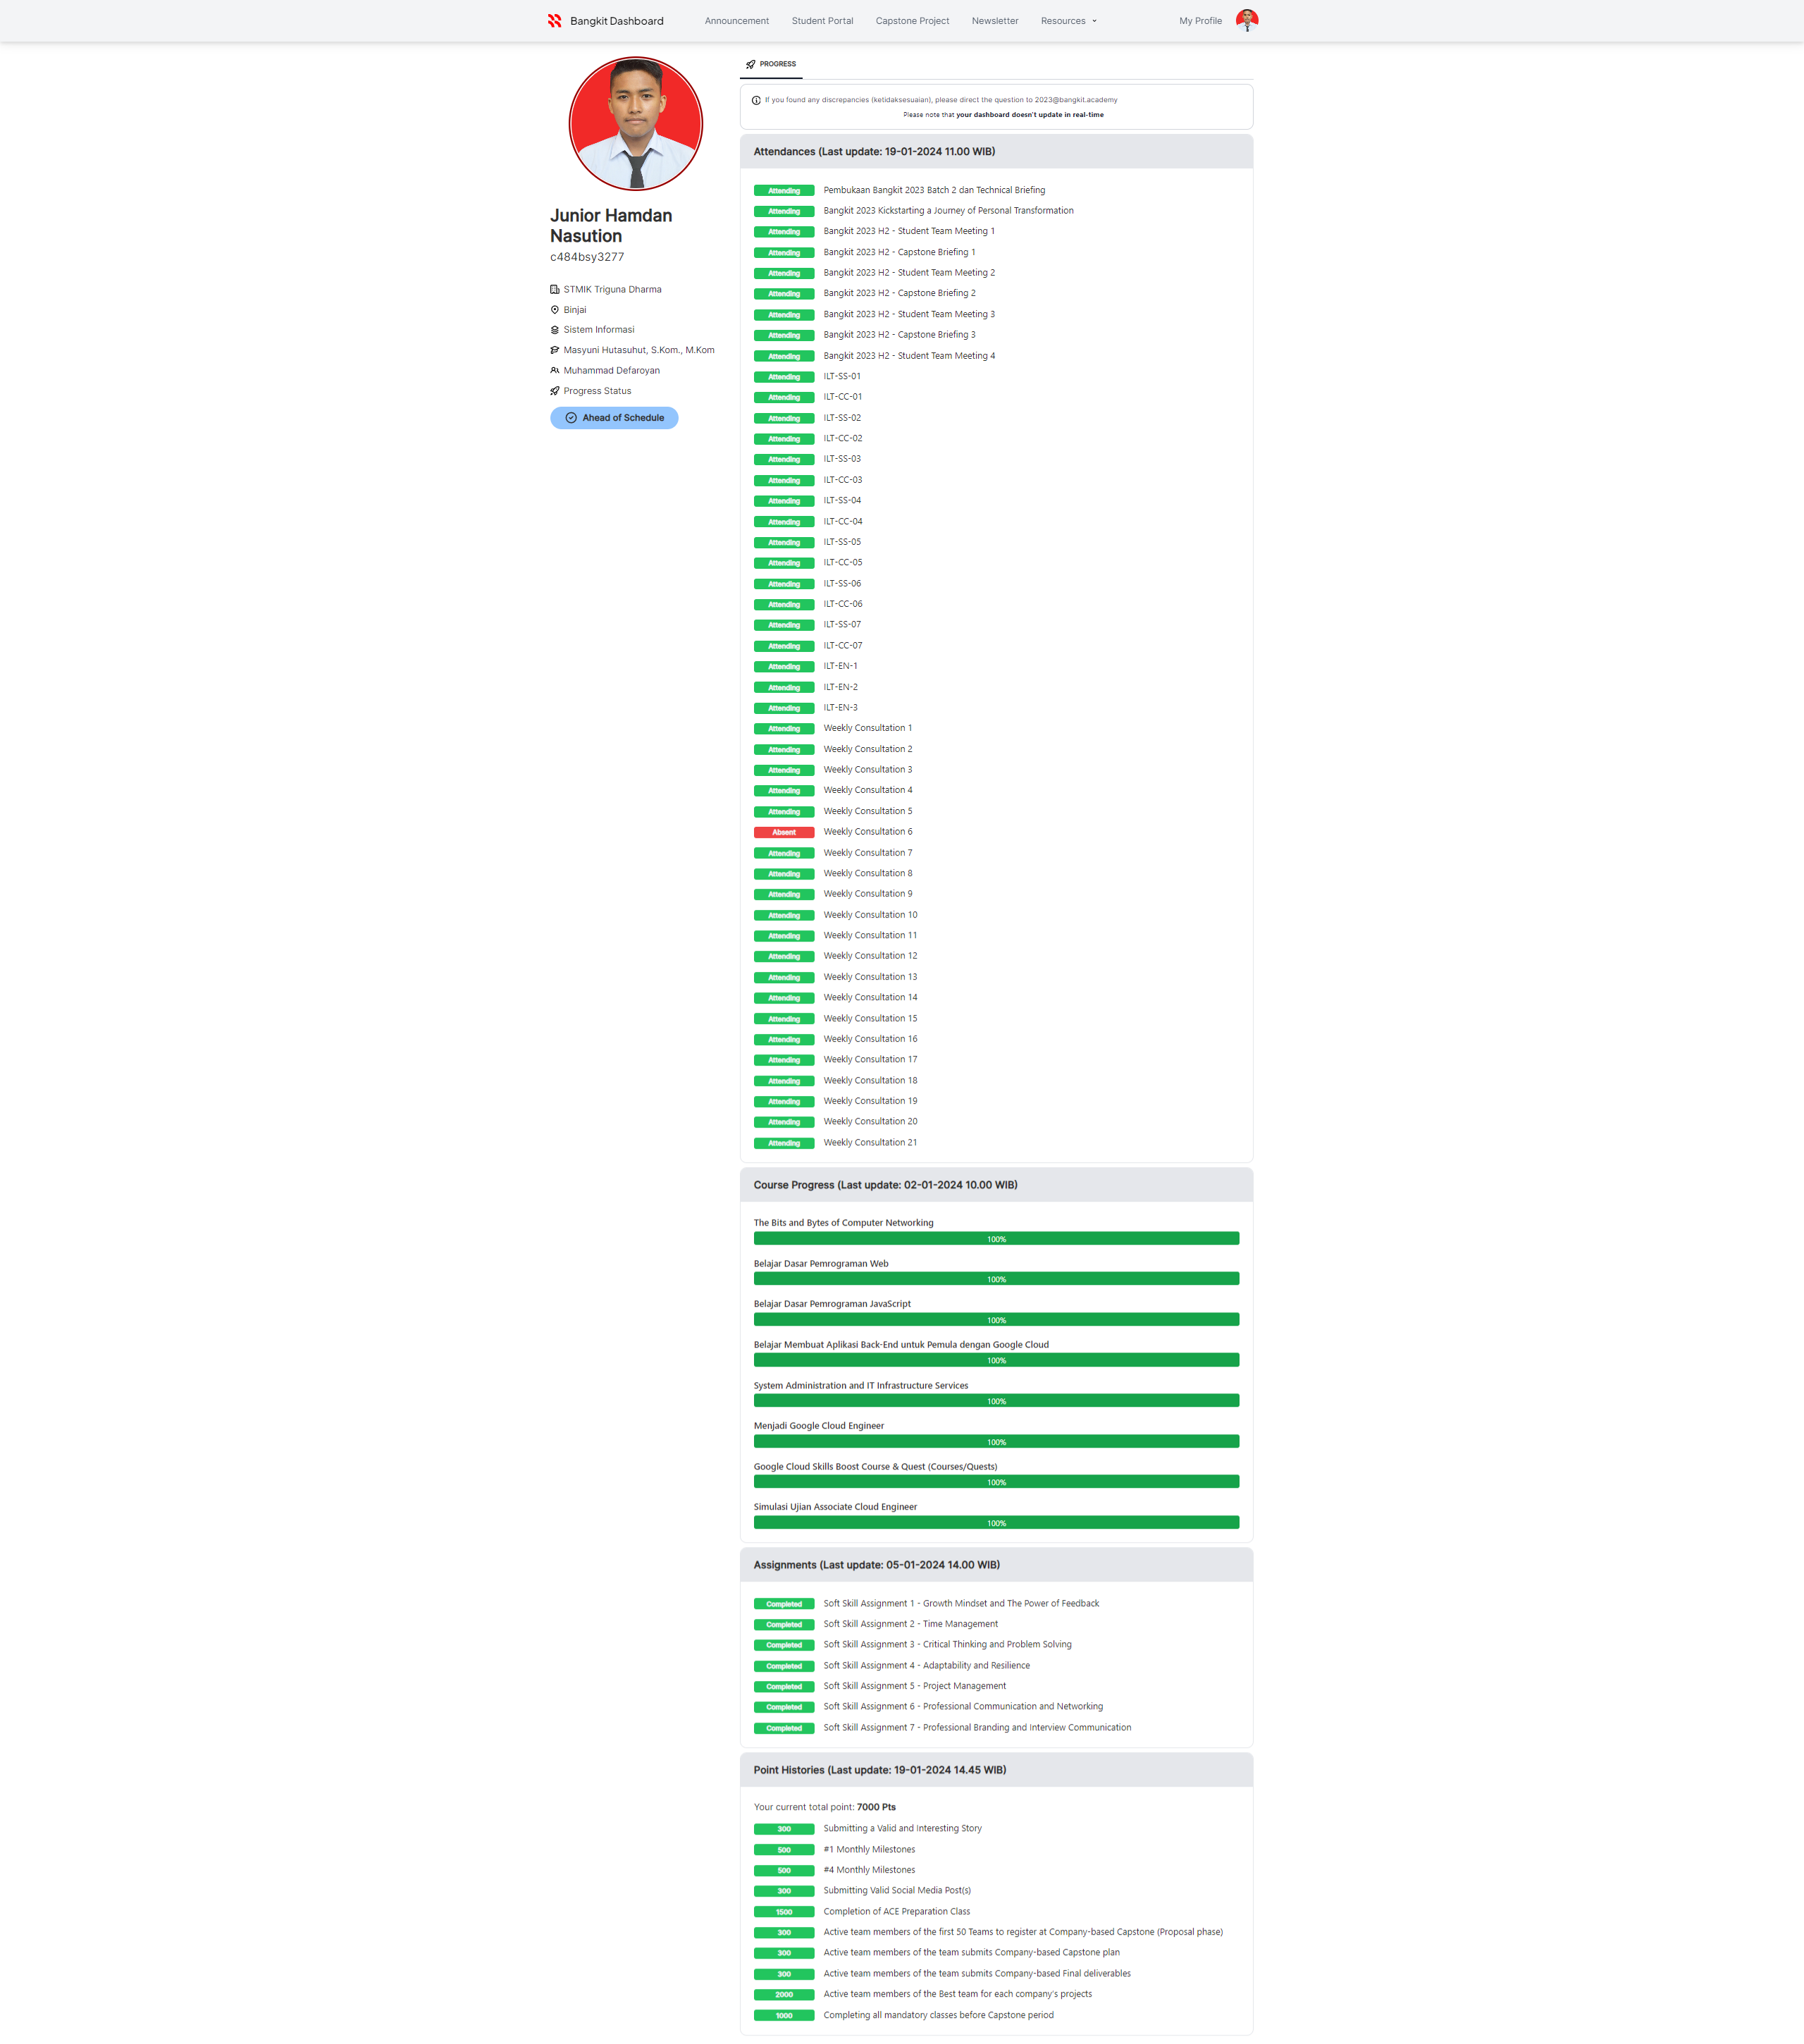 Bangkit Dashboard
Announcement
Student Portal
Capstone Project
Newsletter
Resources
My Profile
Junior Hamdan
Nasution
c484bsy3277
STMIK Triguna Dharma
Binjai
Sistem Informasi
Masyuni Hutasuhut, S.Kom., M.Kom
Muhammad Defaroyan
Progress Status
Ahead of Schedule
PROGRESS
If you found any discrepancies (ketidaksesuaian), please direct the question to 2023@bangkit.academy
Please note that your dashboard doesn't update in real-time
Attendances (Last update: 19-01-2024 11.00 WIB)
Attending Pembukaan Bangkit 2023 Batch 2 dan Technical Briefing
Attending Bangkit 2023 Kickstarting a Journey of Personal Transformation
Attending Bangkit 2023 H2 - Student Team Meeting 1
Attending Bangkit 2023 H2 - Capstone Briefing 1
Attending Bangkit 2023 H2 - Student Team Meeting 2
Attending Bangkit 2023 H2 - Capstone Briefing 2
Attending Bangkit 2023 H2 - Student Team Meeting 3
Attending Bangkit 2023 H2 - Capstone Briefing 3
Attending Bangkit 2023 H2 - Student Team Meeting 4
Attending ILT-SS-01
Attending ILT-CC-01
Attending ILT-SS-02
Attending ILT-CC-02
Attending ILT-SS-03
Attending ILT-CC-03
Attending ILT-SS-04
Attending ILT-CC-04
Attending ILT-SS-05
Attending ILT-CC-05
Attending ILT-SS-06
Attending ILT-CC-06
Attending ILT-SS-07
Attending ILT-CC-07
Attending ILT-EN-1
Attending ILT-EN-2
Attending ILT-EN-3
Attending Weekly Consultation 1
Attending Weekly Consultation 2
Attending Weekly Consultation 3
Attending Weekly Consultation 4
Attending Weekly Consultation 5
Absent Weekly Consultation 6
Attending Weekly Consultation 7
Attending Weekly Consultation 8
Attending Weekly Consultation 9
Attending Weekly Consultation 10
Attending Weekly Consultation 11
Attending Weekly Consultation 12
Attending Weekly Consultation 13
Attending Weekly Consultation 14
Attending Weekly Consultation 15
Attending Weekly Consultation 16
Attending Weekly Consultation 17
Attending Weekly Consultation 18
Attending Weekly Consultation 19
Attending Weekly Consultation 20
Attending Weekly Consultation 21
Course Progress (Last update: 02-01-2024 10.00 WIB)
The Bits and Bytes of Computer Networking
100%
Belajar Dasar Pemrograman Web
100%
Belajar Dasar Pemrograman JavaScript
100%
Belajar Membuat Aplikasi Back-End untuk Pemula dengan Google Cloud
100%
System Administration and IT Infrastructure Services
100%
Menjadi Google Cloud Engineer
100%
Google Cloud Skills Boost Course & Quest (Courses/Quests)
100%
Simulasi Ujian Associate Cloud Engineer
100%
Assignments (Last update: 05-01-2024 14.00 WIB)
Completed Soft Skill Assignment 1 - Growth Mindset and The Power of Feedback
Completed Soft Skill Assignment 2 - Time Management
Completed Soft Skill Assignment 3 - Critical Thinking and Problem Solving
Completed Soft Skill Assignment 4 - Adaptability and Resilience
Completed Soft Skill Assignment 5 - Project Management
Completed Soft Skill Assignment 6 - Professional Communication and Networking
Completed Soft Skill Assignment 7 - Professional Branding and Interview Communication
Point Histories (Last update: 19-01-2024 14.45 WIB)
Your current total point: 7000 Pts
300 Submitting a Valid and Interesting Story
500 #1 Monthly Milestones
500 #4 Monthly Milestones
300 Submitting Valid Social Media Post(s)
1500 Completion of ACE Preparation Class
300 Active team members of the first 50 Teams to register at Company-based Capstone (Proposal phase)
300 Active team members of the team submits Company-based Capstone plan
300 Active team members of the team submits Company-based Final deliverables
2000 Active team members of the Best team for each company's projects
1000 Completing all mandatory classes before Capstone period